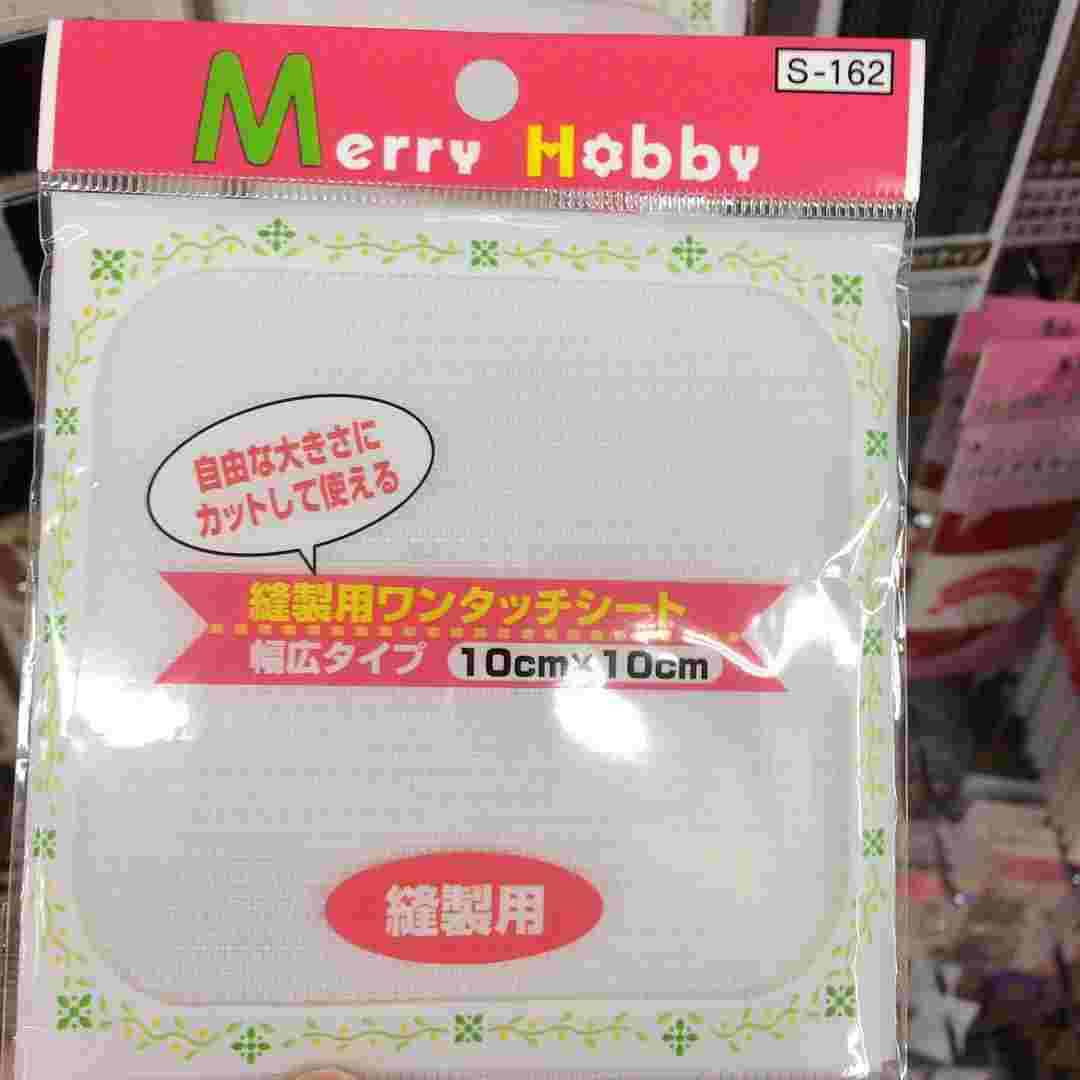 S-162
Merry Hobby
自由な大きさに
カットして使える
縫製用ワンタッチシート
幅広タイプ 10cm×10cm
縫製用